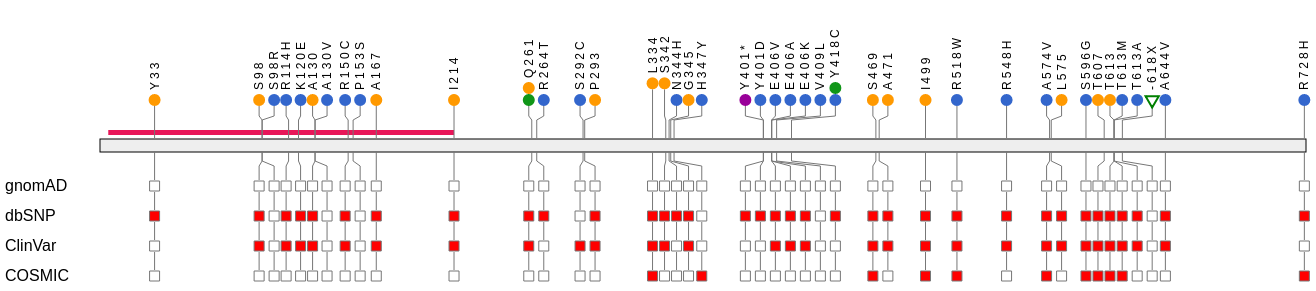 Y33
S98
S98R
R114H
K120E
A130
A130V
R150C
P153S
A167
I214
Q261
R264T
S292C
P293
L334
S342
N344H
G345
H347Y
Y401*
Y401D
E406V
E406A
E406K
V409L
Y418C
S469
A471
I499
R518W
R548H
A574V
L575
S596G
T607
T613
T613M
T613A
-618X
A644V
R728H
gnomAD
dbSNP
ClinVar
COSMIC